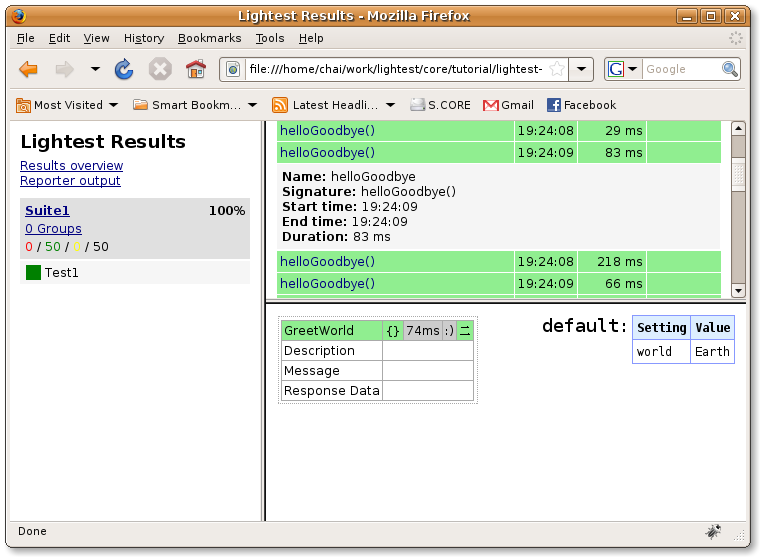 Lightest Results - Mozilla Firefox
File Edit View History Bookmarks Tools Help
file:///home/chai/work/lightest/core/tutorial/lightest-
G Google
Most Visited Smart Bookm... Latest Headli... S.CORE Gmail Facebook
Lightest Results
Results overview
Reporter output
Suite1 100%
0 Groups
0 / 50 / 0 / 50
Test1
helloGoodbye() 19:24:08 29 ms
helloGoodbye() 19:24:09 83 ms
Name: helloGoodbye
Signature: helloGoodbye()
Start time: 19:24:09
End time: 19:24:09
Duration: 83 ms
helloGoodbye() 19:24:08 218 ms
helloGoodbye() 19:24:09 66 ms
GreetWorld {} 74ms :)
Description
Message
Response Data
default:
Setting Value
world Earth
Done